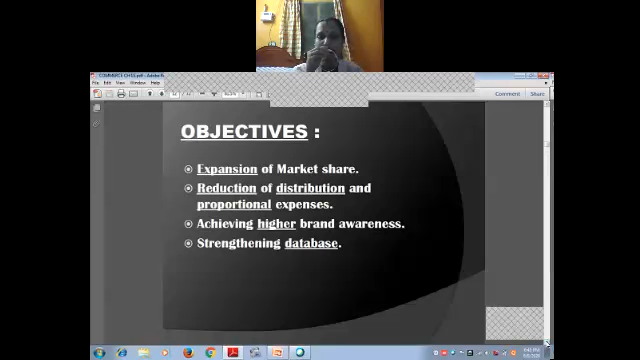 COMMERCE CH15.pdf - Adobe
File Edit View Window Help
Comment Share
OBJECTIVES :
Expansion of Market share.
Reduction of distribution and
proportional expenses.
Achieving higher brand awareness.
Strengthening database.